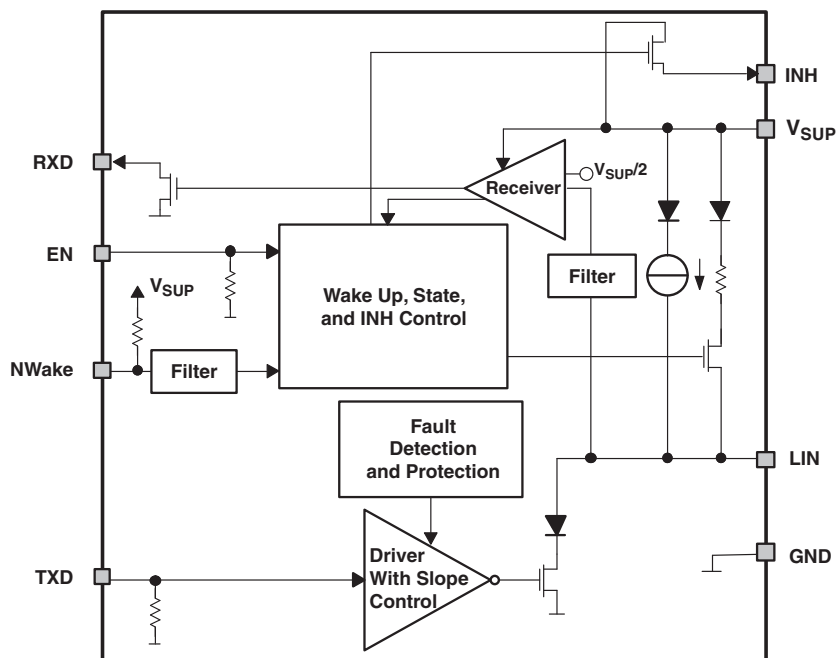 INH
V_SUP
RXD
Receiver
V_SUP/2
EN
V_SUP
Wake Up, State,
and INH Control
Filter
NWake
Filter
Fault
Detection
and Protection
LIN
GND
TXD
Driver
With Slope
Control